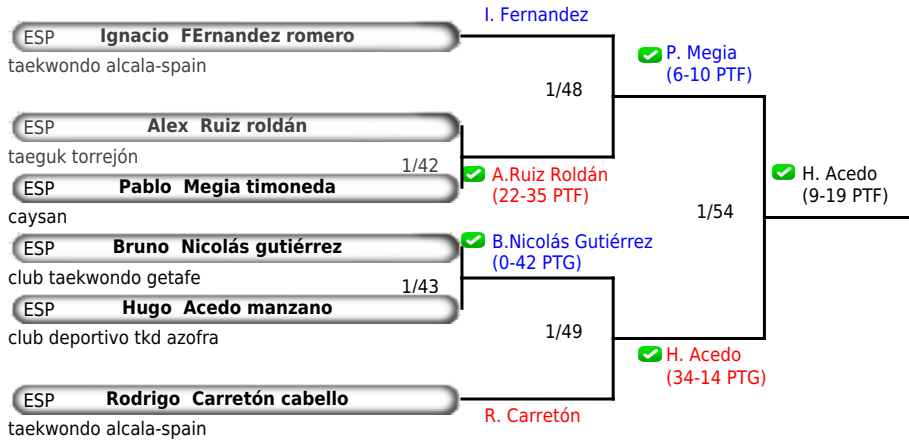 I. Fernandez
ESP Ignacio FErnandez romero
taekwondo alcala-spain
P. Megia
(6-10 PTF)
1/48
ESP Alex Ruiz roldán
taeguk torrejón
1/42
A.Ruiz Roldán
(22-35 PTF)
ESP Pablo Megia timoneda
caysan
H. Acedo
(9-19 PTF)
1/54
ESP Bruno Nicolás gutiérrez
club taekwondo getafe
B.Nicolás Gutiérrez
(0-42 PTG)
1/43
ESP Hugo Acedo manzano
club deportivo tkd azofra
1/49
H. Acedo
(34-14 PTG)
ESP Rodrigo Carretón cabello
taekwondo alcala-spain
R. Carretón